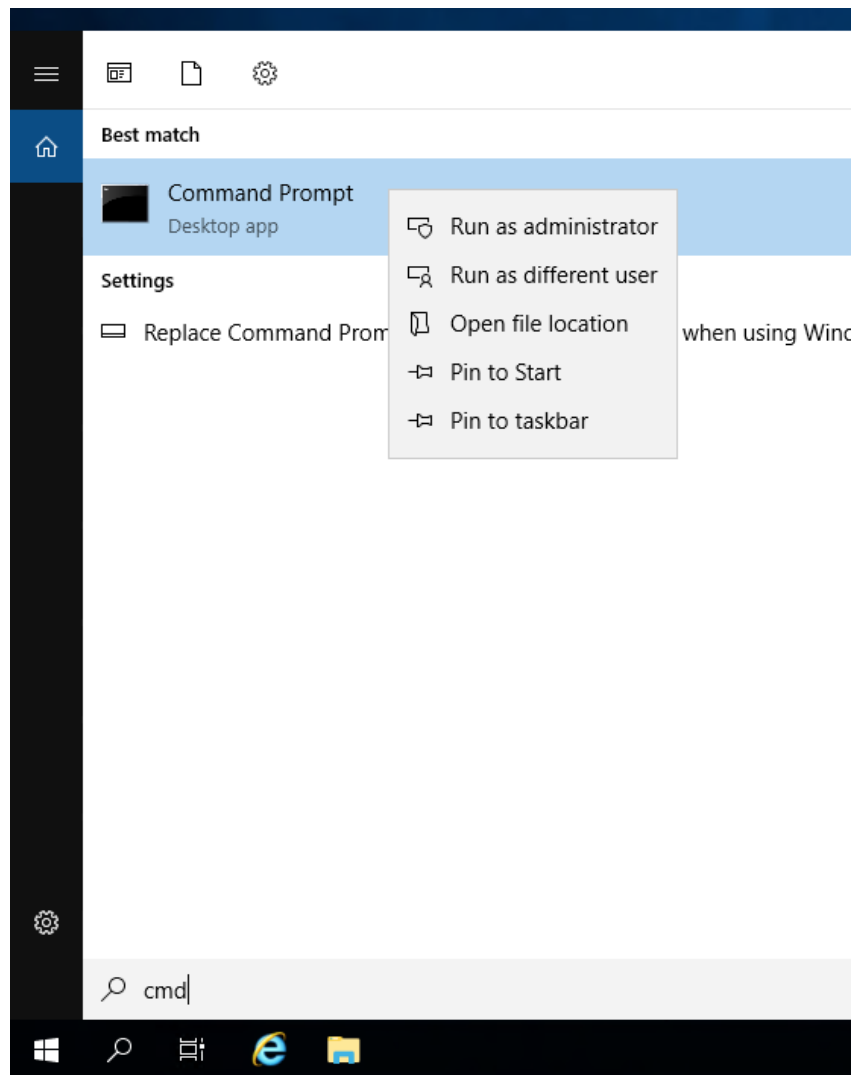 Best match
Command Prompt
Desktop app
Run as administrator
Run as different user
Open file location
Pin to Start
Pin to taskbar
Settings
Replace Command Prom
when using Wind
cmd